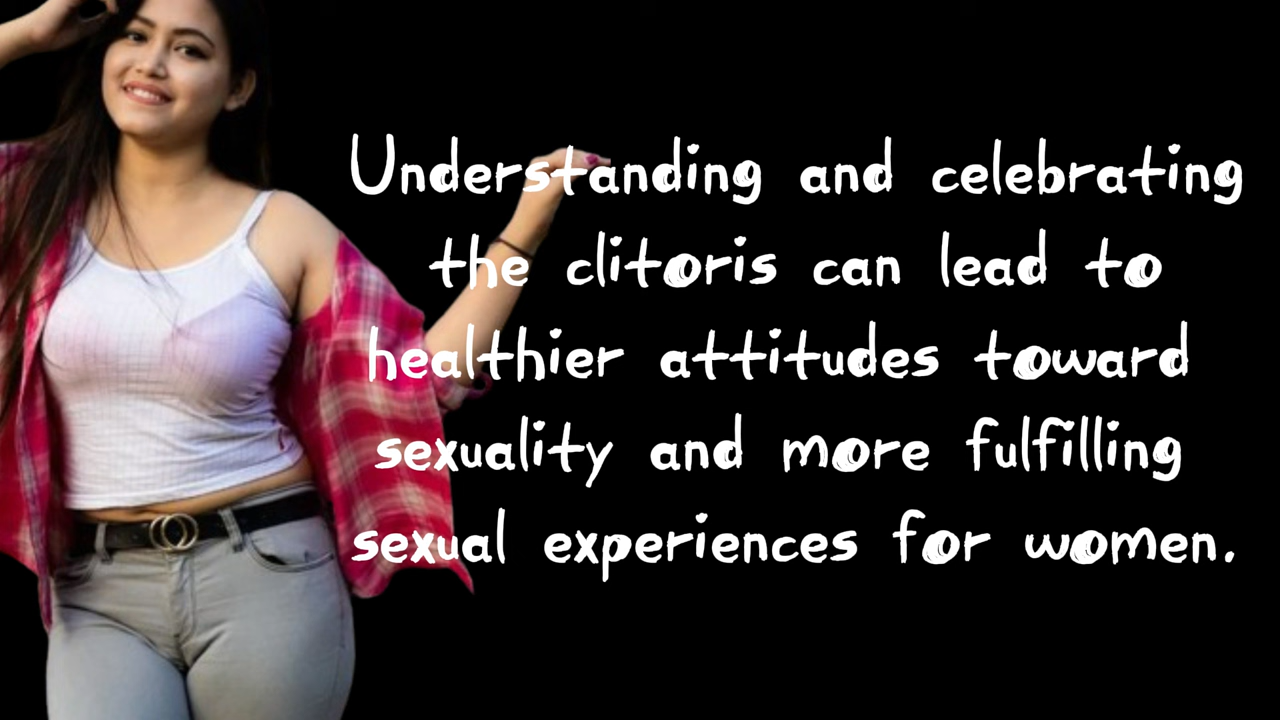 Understanding and celebrating
the clitoris can lead to
healthier attitudes toward
sexuality and more fulfilling
sexual experiences for women.